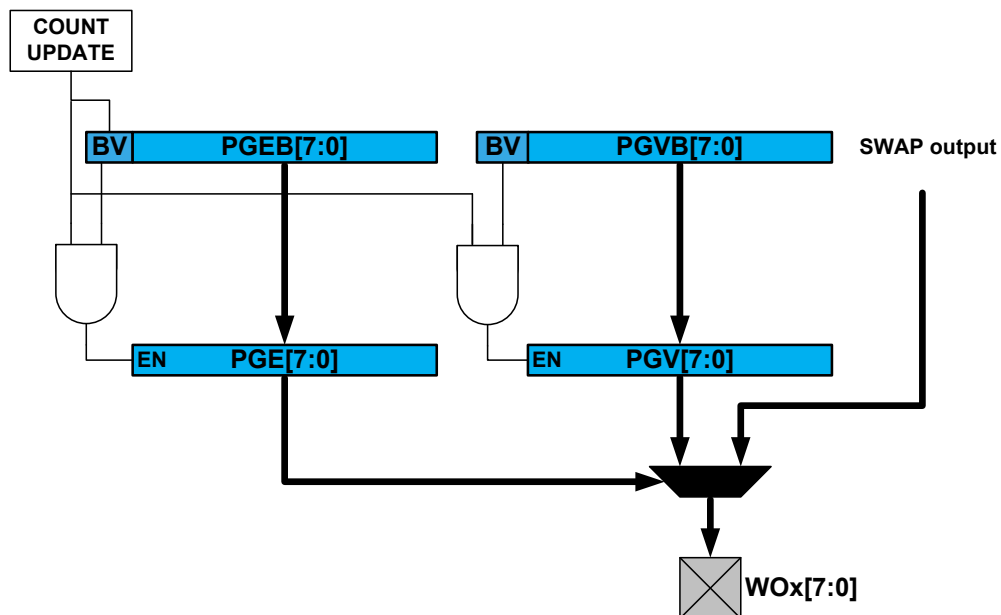 COUNT
UPDATE
BV PGEB[7:0]
BV PGVB[7:0]
SWAP output
EN PGE[7:0]
EN PGV[7:0]
WOx[7:0]